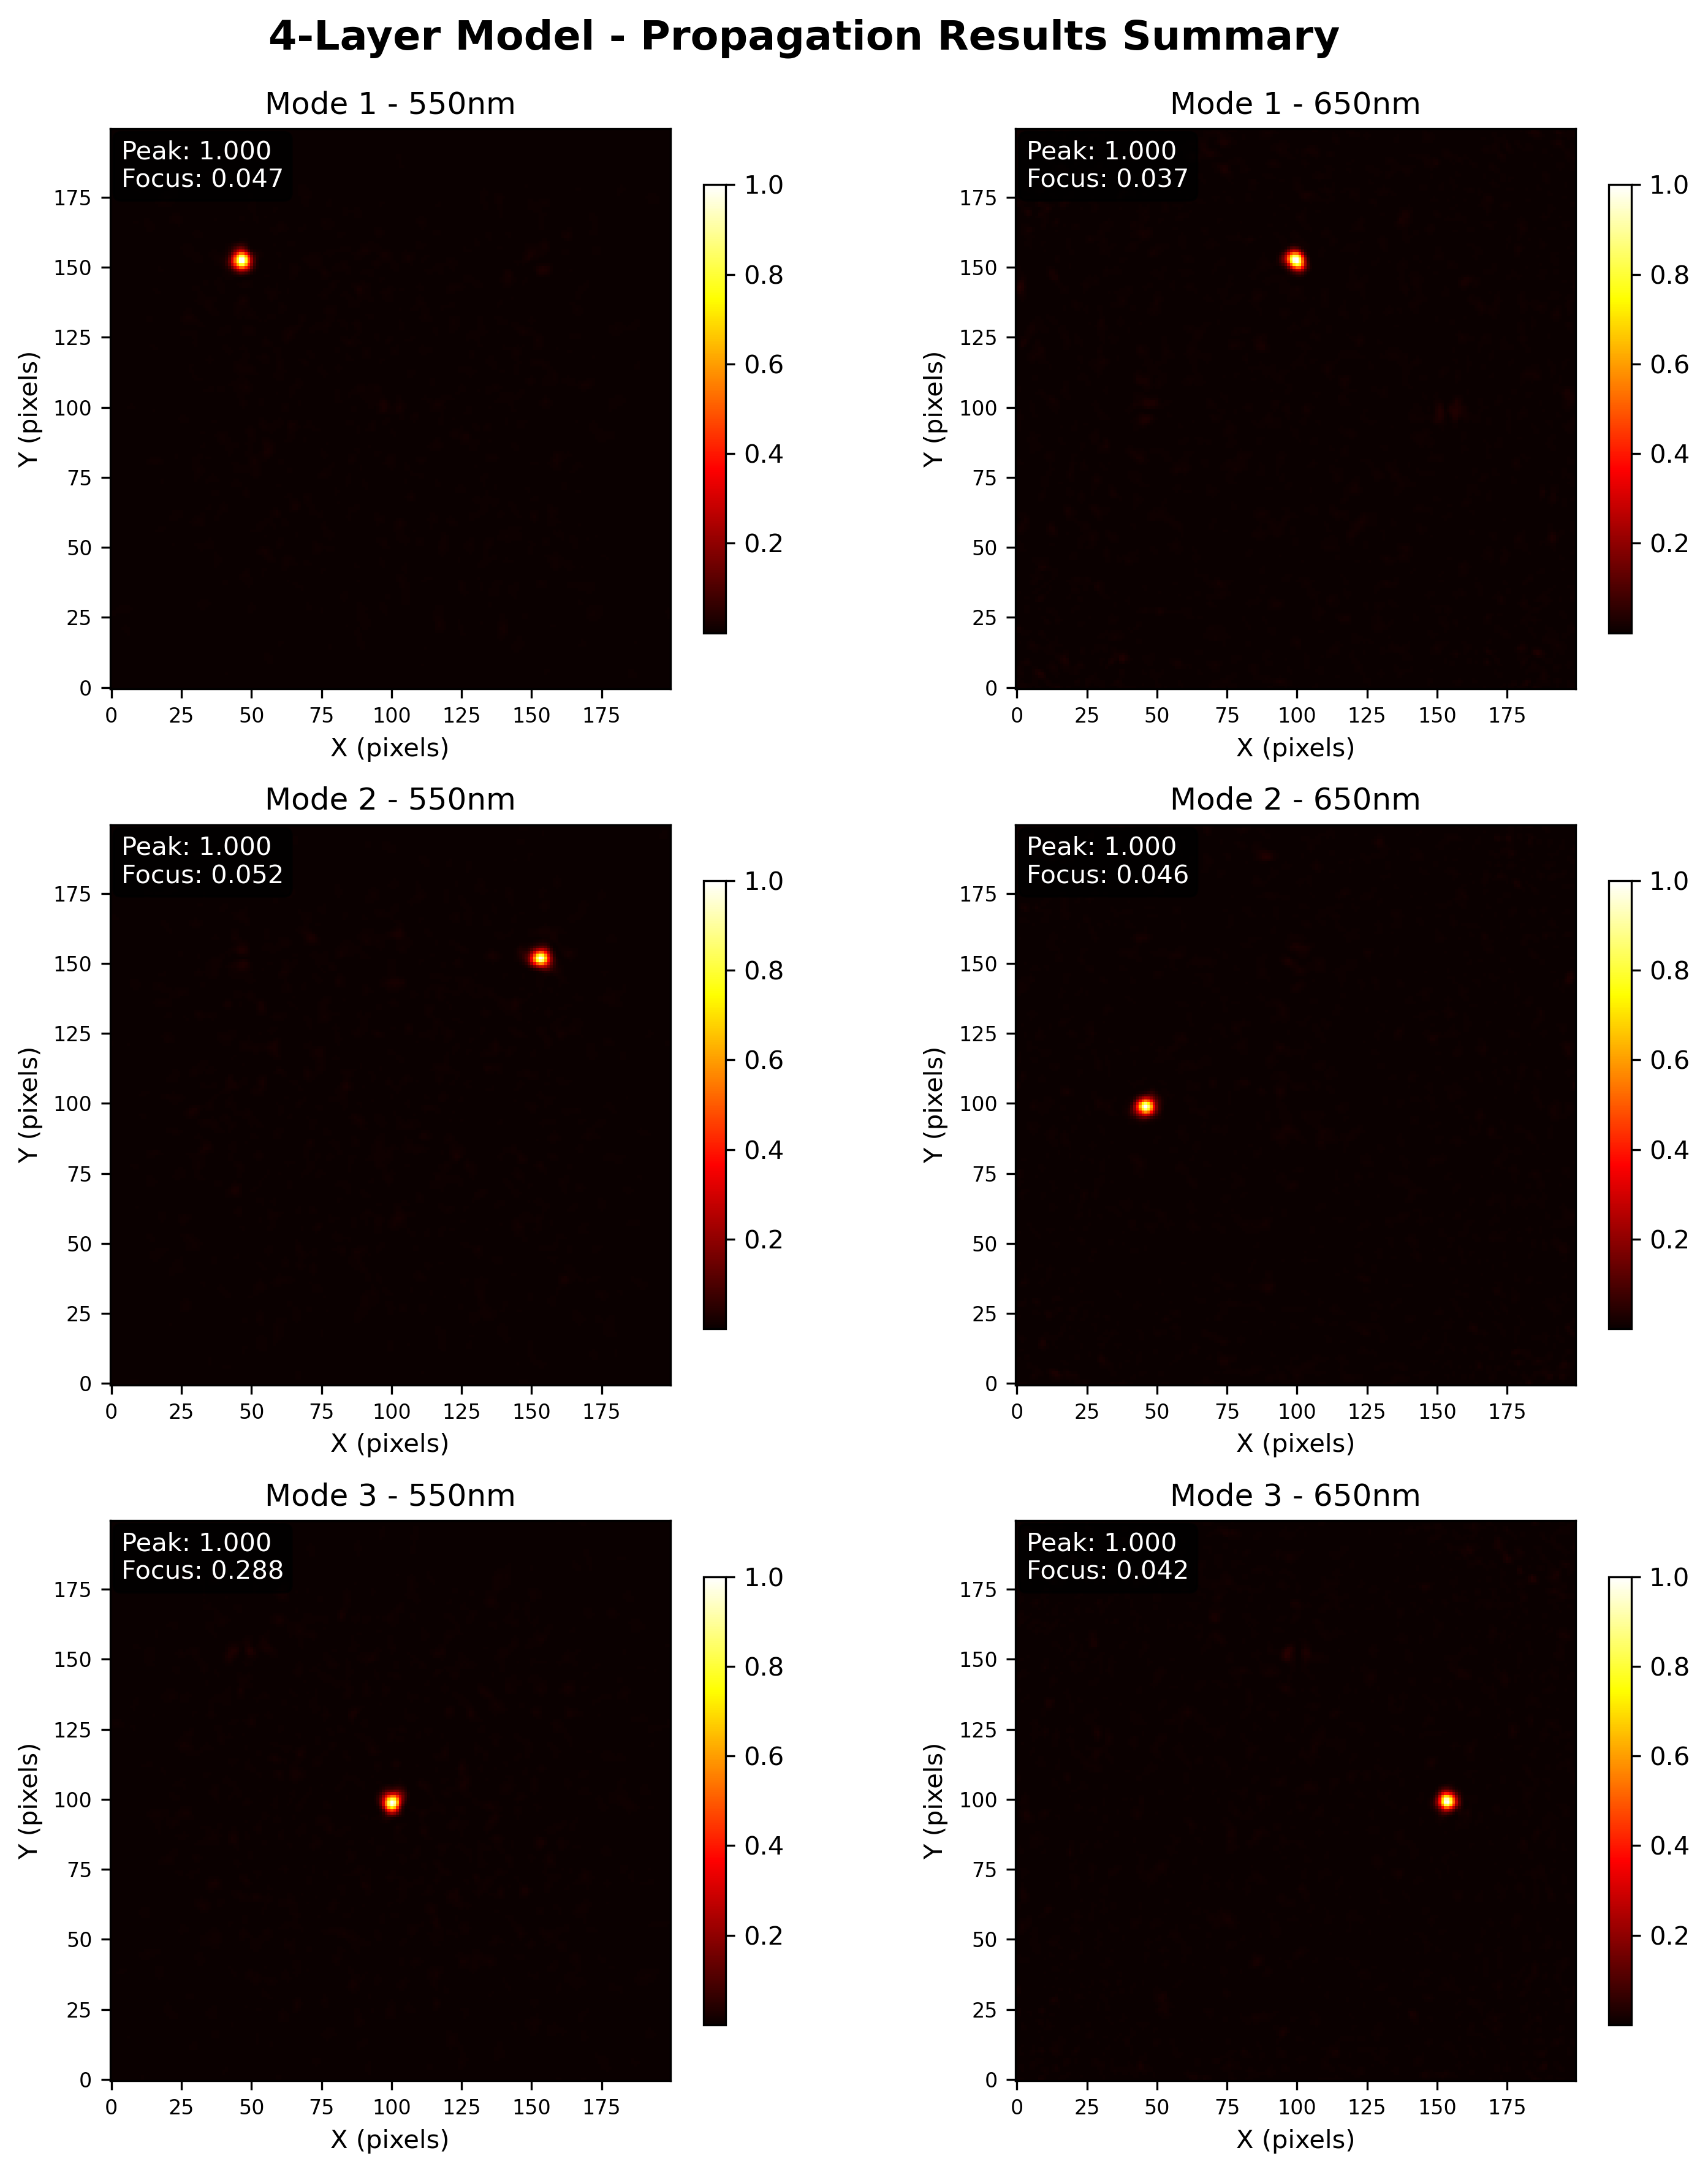 4-Layer Model - Propagation Results Summary
Mode 1 - 550nm
Peak: 1.000
Focus: 0.047
175
150
125
100
75
50
25
0
Y (pixels)
0 25 50 75 100 125 150 175
X (pixels)
1.0
0.8
0.6
0.4
0.2
Mode 1 - 650nm
Peak: 1.000
Focus: 0.037
175
150
125
100
75
50
25
0
Y (pixels)
0 25 50 75 100 125 150 175
X (pixels)
1.0
0.8
0.6
0.4
0.2
Mode 2 - 550nm
Peak: 1.000
Focus: 0.052
175
150
125
100
75
50
25
0
Y (pixels)
0 25 50 75 100 125 150 175
X (pixels)
1.0
0.8
0.6
0.4
0.2
Mode 2 - 650nm
Peak: 1.000
Focus: 0.046
175
150
125
100
75
50
25
0
Y (pixels)
0 25 50 75 100 125 150 175
X (pixels)
1.0
0.8
0.6
0.4
0.2
Mode 3 - 550nm
Peak: 1.000
Focus: 0.288
175
150
125
100
75
50
25
0
Y (pixels)
0 25 50 75 100 125 150 175
X (pixels)
1.0
0.8
0.6
0.4
0.2
Mode 3 - 650nm
Peak: 1.000
Focus: 0.042
175
150
125
100
75
50
25
0
Y (pixels)
0 25 50 75 100 125 150 175
X (pixels)
1.0
0.8
0.6
0.4
0.2